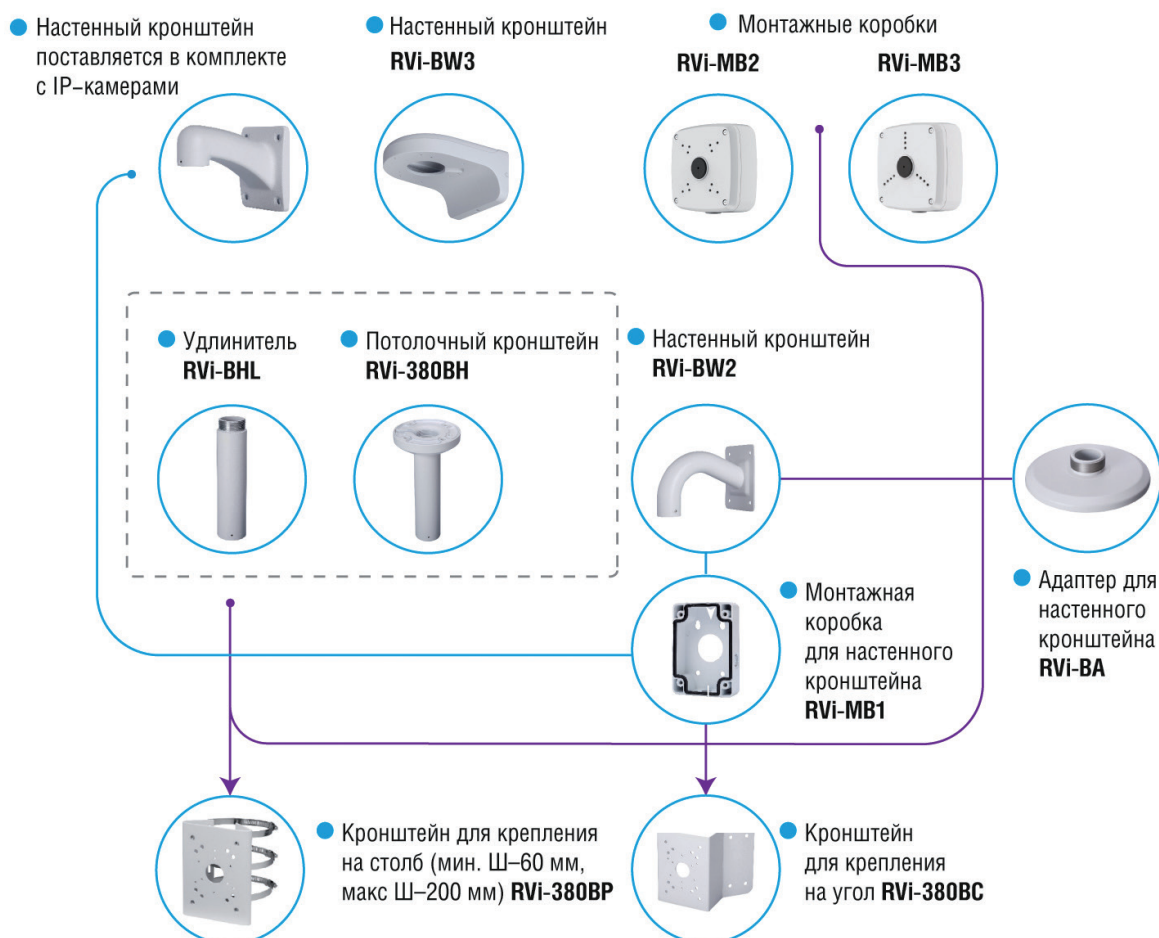 Настенный кронштейн
поставляется в комплекте
с IP–камерами
Настенный кронштейн
RVi-BW3
Монтажные коробки
RVi-MB2
RVi-MB3
Удлинитель
RVi-BHL
Потолочный кронштейн
RVi-380BH
Настенный кронштейн
RVi-BW2
Монтажная
коробка
для настенного
кронштейна
RVi-MB1
Адаптер для
настенного
кронштейна
RVi-BA
Кронштейн для крепления
на столб (мин. Ш–60 мм,
макс Ш–200 мм) RVi-380BP
Кронштейн
для крепления
на угол RVi-380BC